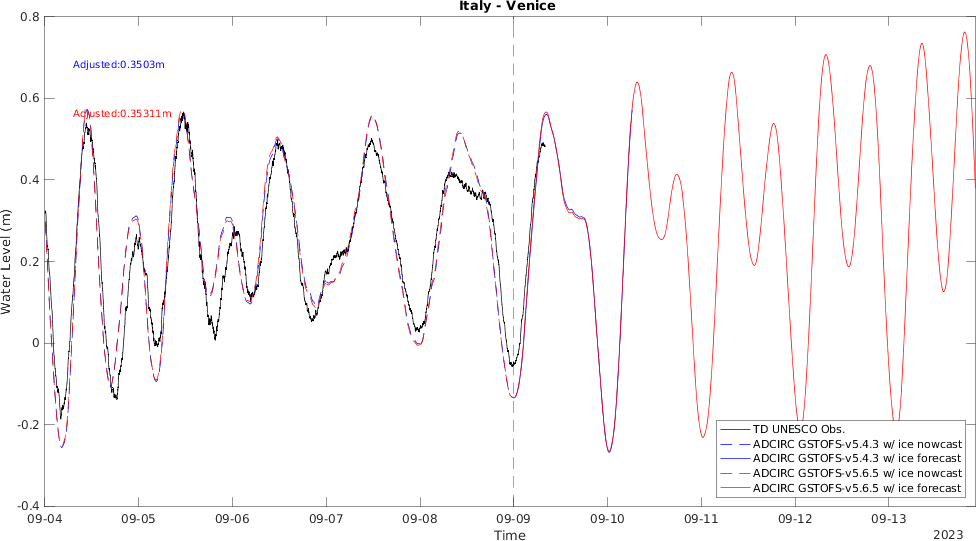 Italy - Venice
Adjusted:0.3503m
Adjusted:0.35311m
Water Level (m)
0.8
0.6
0.4
0.2
0
-0.2
-0.4
TD UNESCO Obs.
ADCIRC GSTOFS-v5.4.3 w/ ice nowcast
ADCIRC GSTOFS-v5.4.3 w/ ice forecast
ADCIRC GSTOFS-v5.6.5 w/ ice nowcast
ADCIRC GSTOFS-v5.6.5 w/ ice forecast
09-04 09-05 09-06 09-07 09-08 09-09 09-10 09-11 09-12 09-13
Time
2023